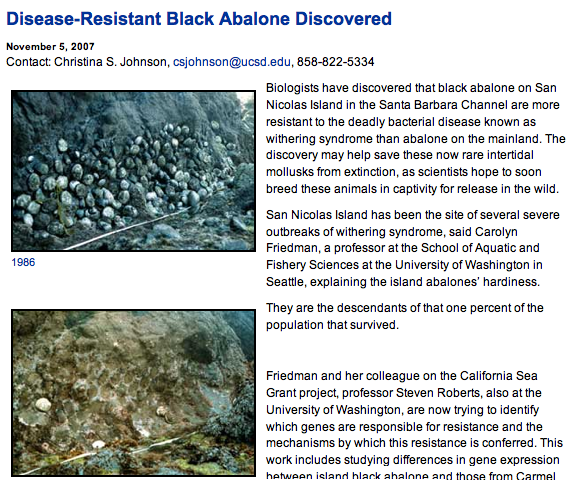 Disease-Resistant Black Abalone Discovered
November 5, 2007
Contact: Christina S. Johnson, csjohnson@ucsd.edu, 858-822-5334
Biologists have discovered that black abalone on San
Nicolas Island in the Santa Barbara Channel are more
resistant to the deadly bacterial disease known as
withering syndrome than abalone on the mainland. The
discovery may help save these now rare intertidal
mollusks from extinction, as scientists hope to soon
breed these animals in captivity for release in the wild.
San Nicolas Island has been the site of several severe
outbreaks of withering syndrome, said Carolyn
Friedman, a professor at the School of Aquatic and
Fishery Sciences at the University of Washington in
Seattle, explaining the island abalones’ hardiness.
1986
They are the descendants of that one percent of the
population that survived.
Friedman and her colleague on the California Sea
Grant project, professor Steven Roberts, also at the
University of Washington, are now trying to identify
which genes are responsible for resistance and the
mechanisms by which this resistance is conferred. This
work includes studying differences in gene expression
between island black abalone and those from Carmel